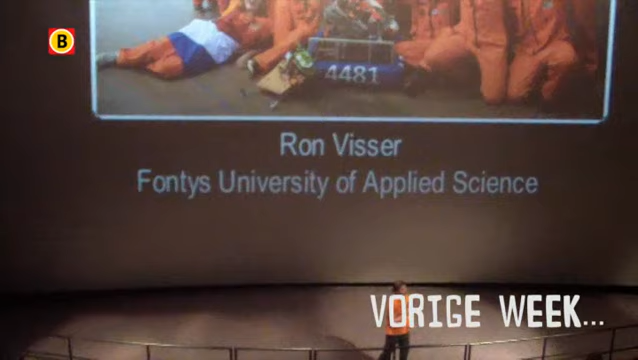 B
4481
Ron Visser
Fontys University of Applied Science
VORIGE WEEK...